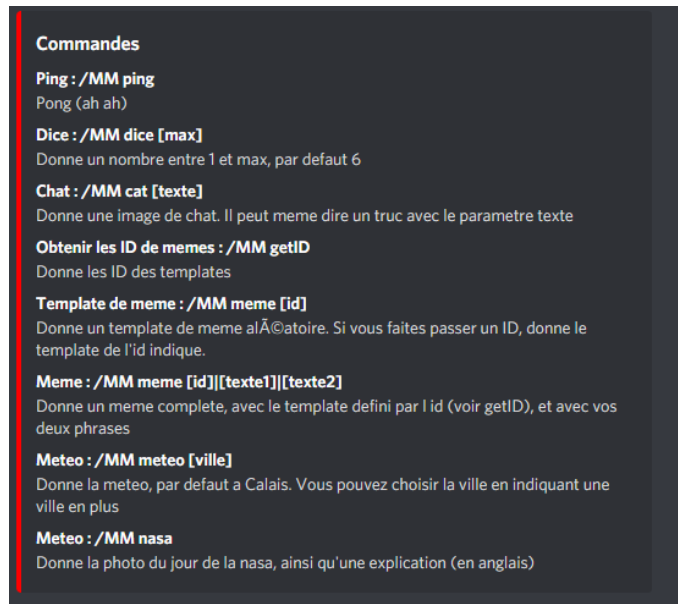 Commandes
Ping : /MM ping
Pong (ah ah)
Dice : /MM dice [max]
Donne un nombre entre 1 et max, par defaut 6
Chat : /MM cat [texte]
Donne une image de chat. Il peut meme dire un truc avec le parametre texte
Obtenir les ID de memes : /MM getID
Donne les ID des templates
Template de meme : /MM meme [id]
Donne un template de meme alÃ©atoire. Si vous faites passer un ID, donne le
template de l'id indique.
Meme : /MM meme [id]|[texte1]|[texte2]
Donne un meme complete, avec le template defini par l id (voir getID), et avec vos
deux phrases
Meteo : /MM meteo [ville]
Donne la meteo, par defaut a Calais. Vous pouvez choisir la ville en indiquant une
ville en plus
Meteo : /MM nasa
Donne la photo du jour de la nasa, ainsi qu'une explication (en anglais)